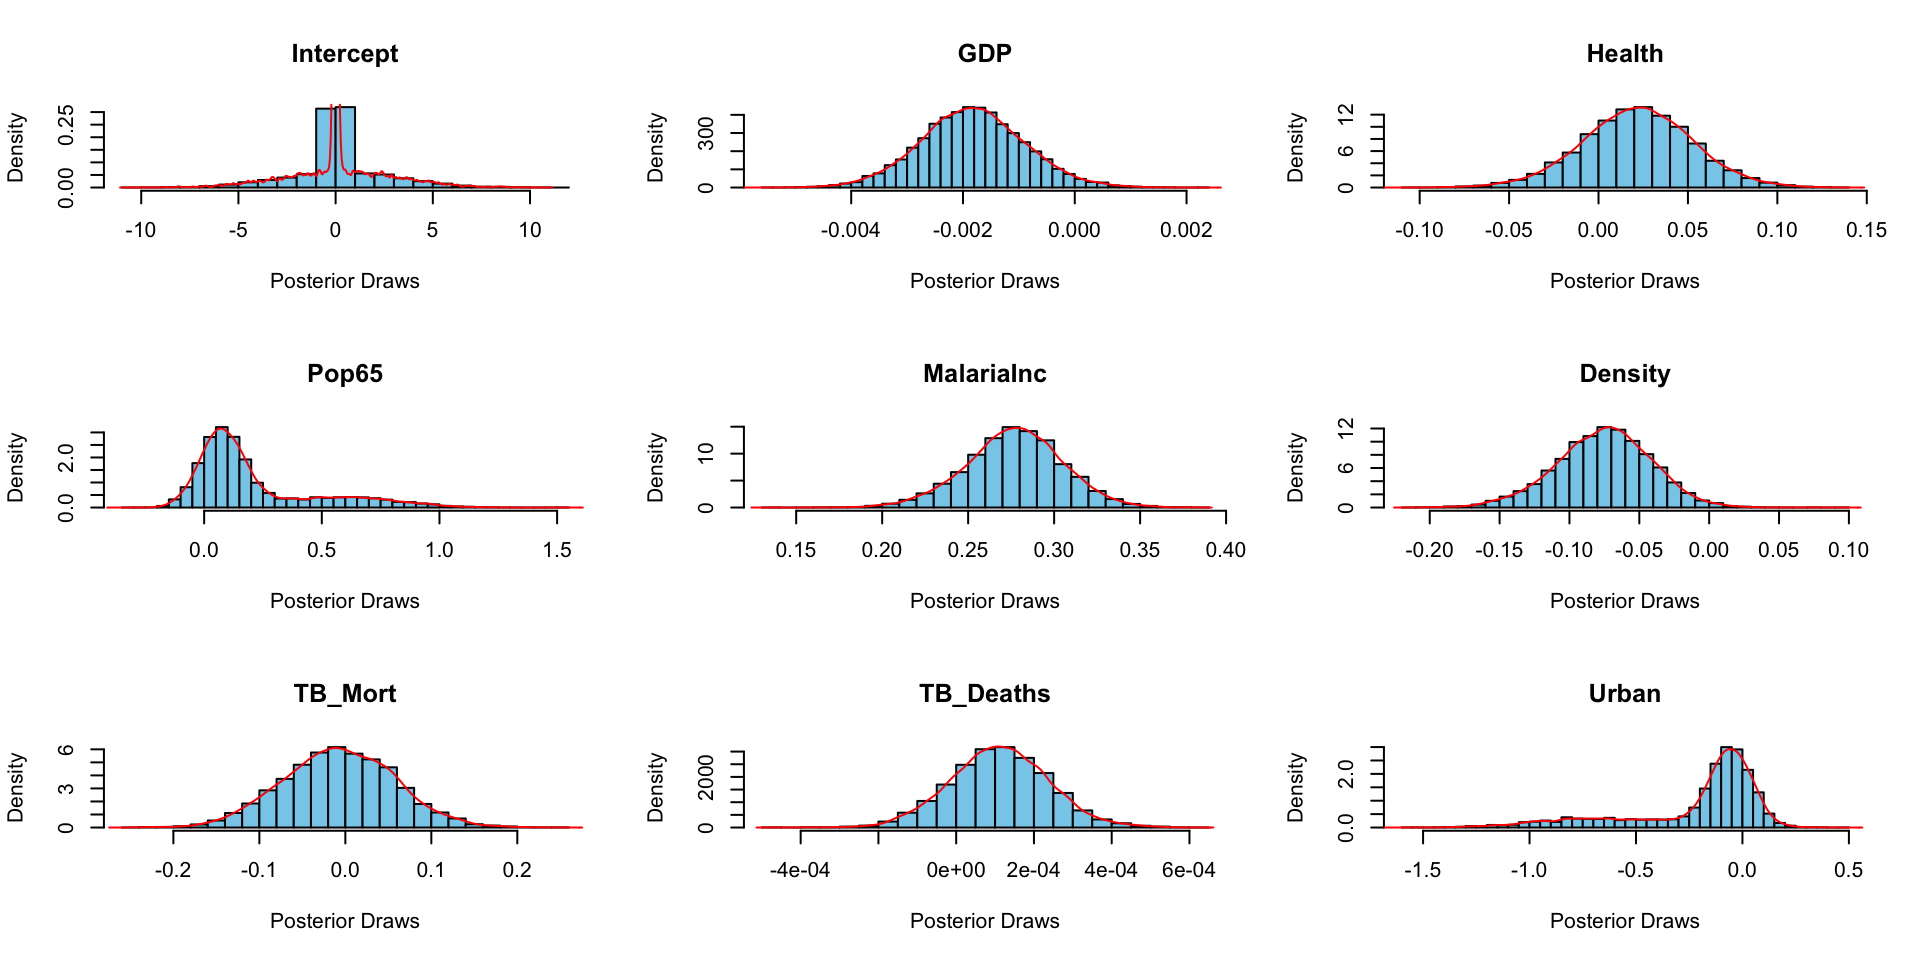 Intercept
Density
0.00 0.25
-10 -5 0 5 10
Posterior Draws
GDP
Density
0 300
-0.004 -0.002 0.000 0.002
Posterior Draws
Health
Density
0 6 12
-0.10 -0.05 0.00 0.05 0.10 0.15
Posterior Draws
Pop65
Density
0.0 2.0
0.0 0.5 1.0 1.5
Posterior Draws
MalariaInc
Density
0 10
0.15 0.20 0.25 0.30 0.35 0.40
Posterior Draws
Density
Density
0 6 12
-0.20 -0.15 -0.10 -0.05 0.00 0.05 0.10
Posterior Draws
TB_Mort
Density
0 3 6
-0.2 -0.1 0.0 0.1 0.2
Posterior Draws
TB_Deaths
Density
0 2000
-4e-04 0e+00 2e-04 4e-04 6e-04
Posterior Draws
Urban
Density
0.0 2.0
-1.5 -1.0 -0.5 0.0 0.5
Posterior Draws